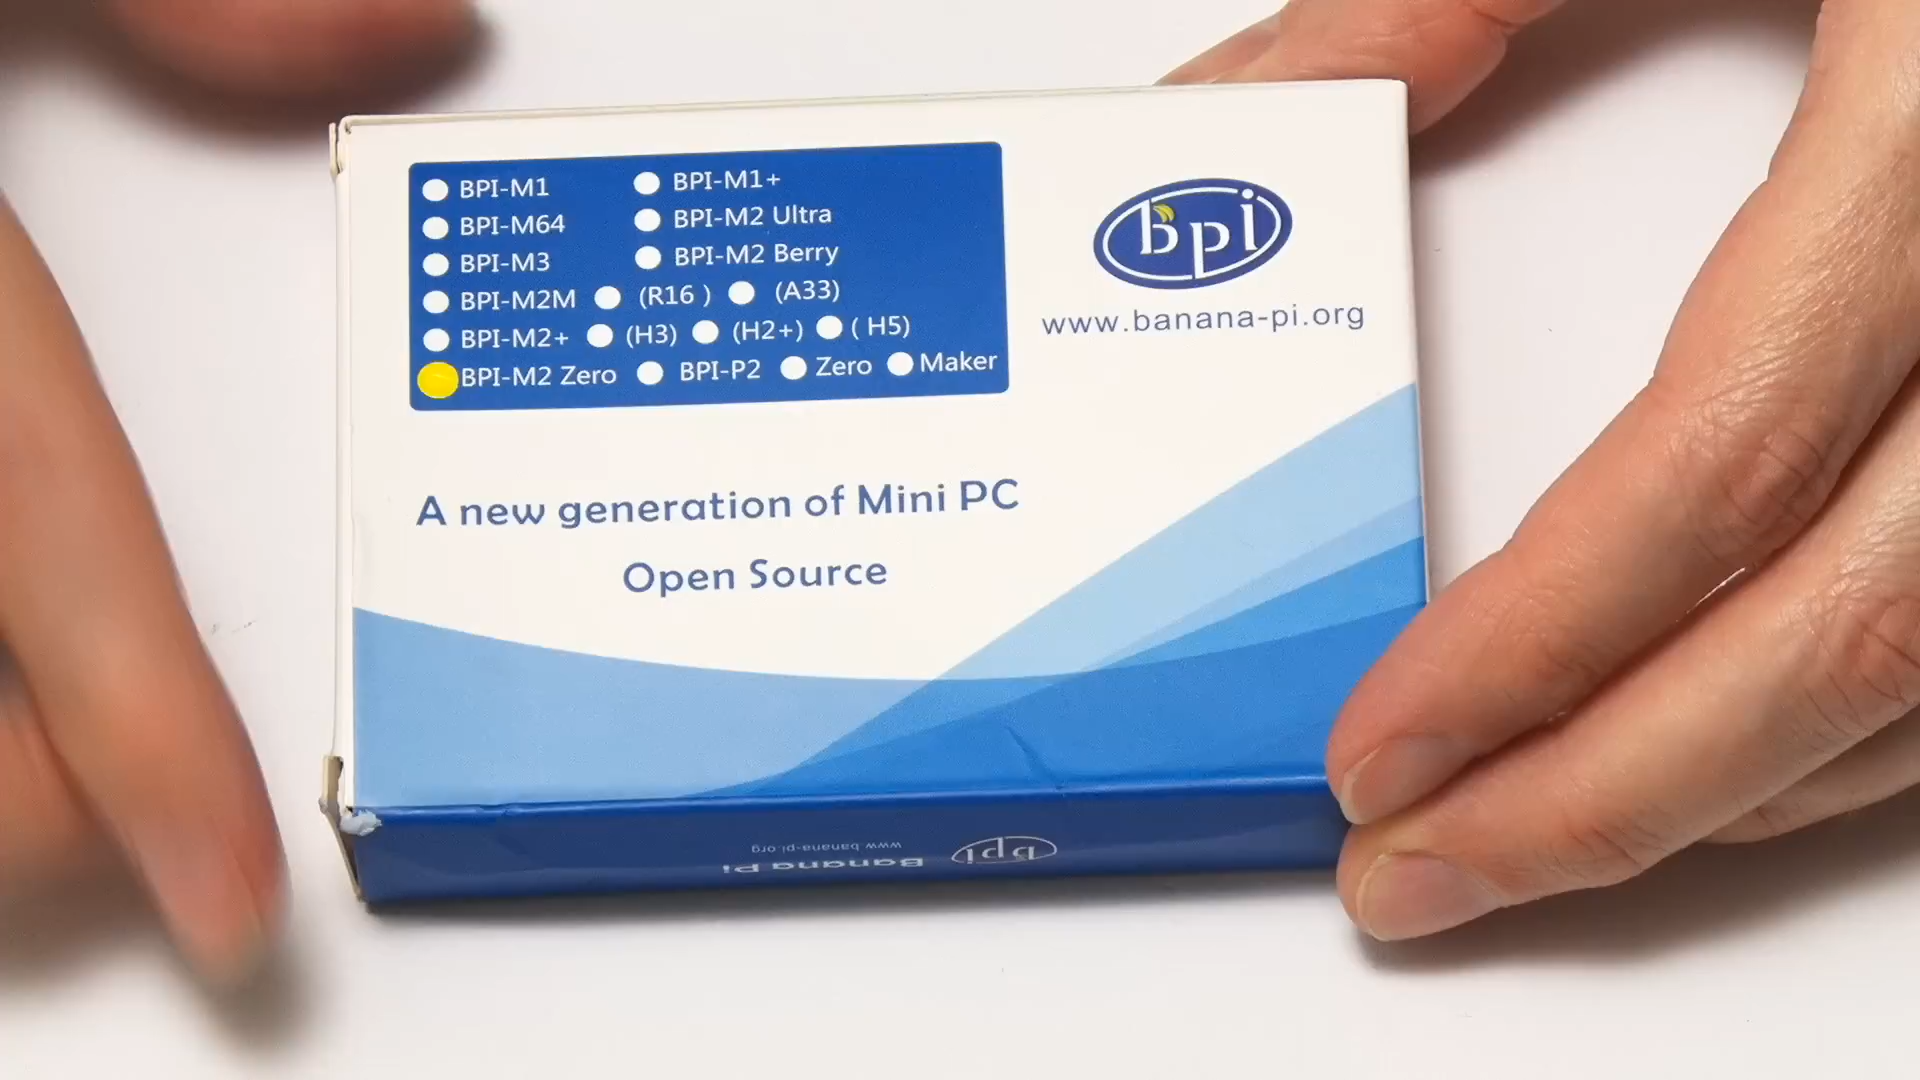 BPI-M1 BPI-M1+
BPI-M64 BPI-M2 Ultra
BPI-M3 BPI-M2 Berry
BPI-M2M (R16 ) (A33)
BPI-M2+ (H3) (H2+) ( H5)
BPI-M2 Zero BPI-P2 Zero Maker
bpi
www.banana-pi.org
A new generation of Mini PC
Open Source
bpi
Banana Pi
www.banana-pi.org